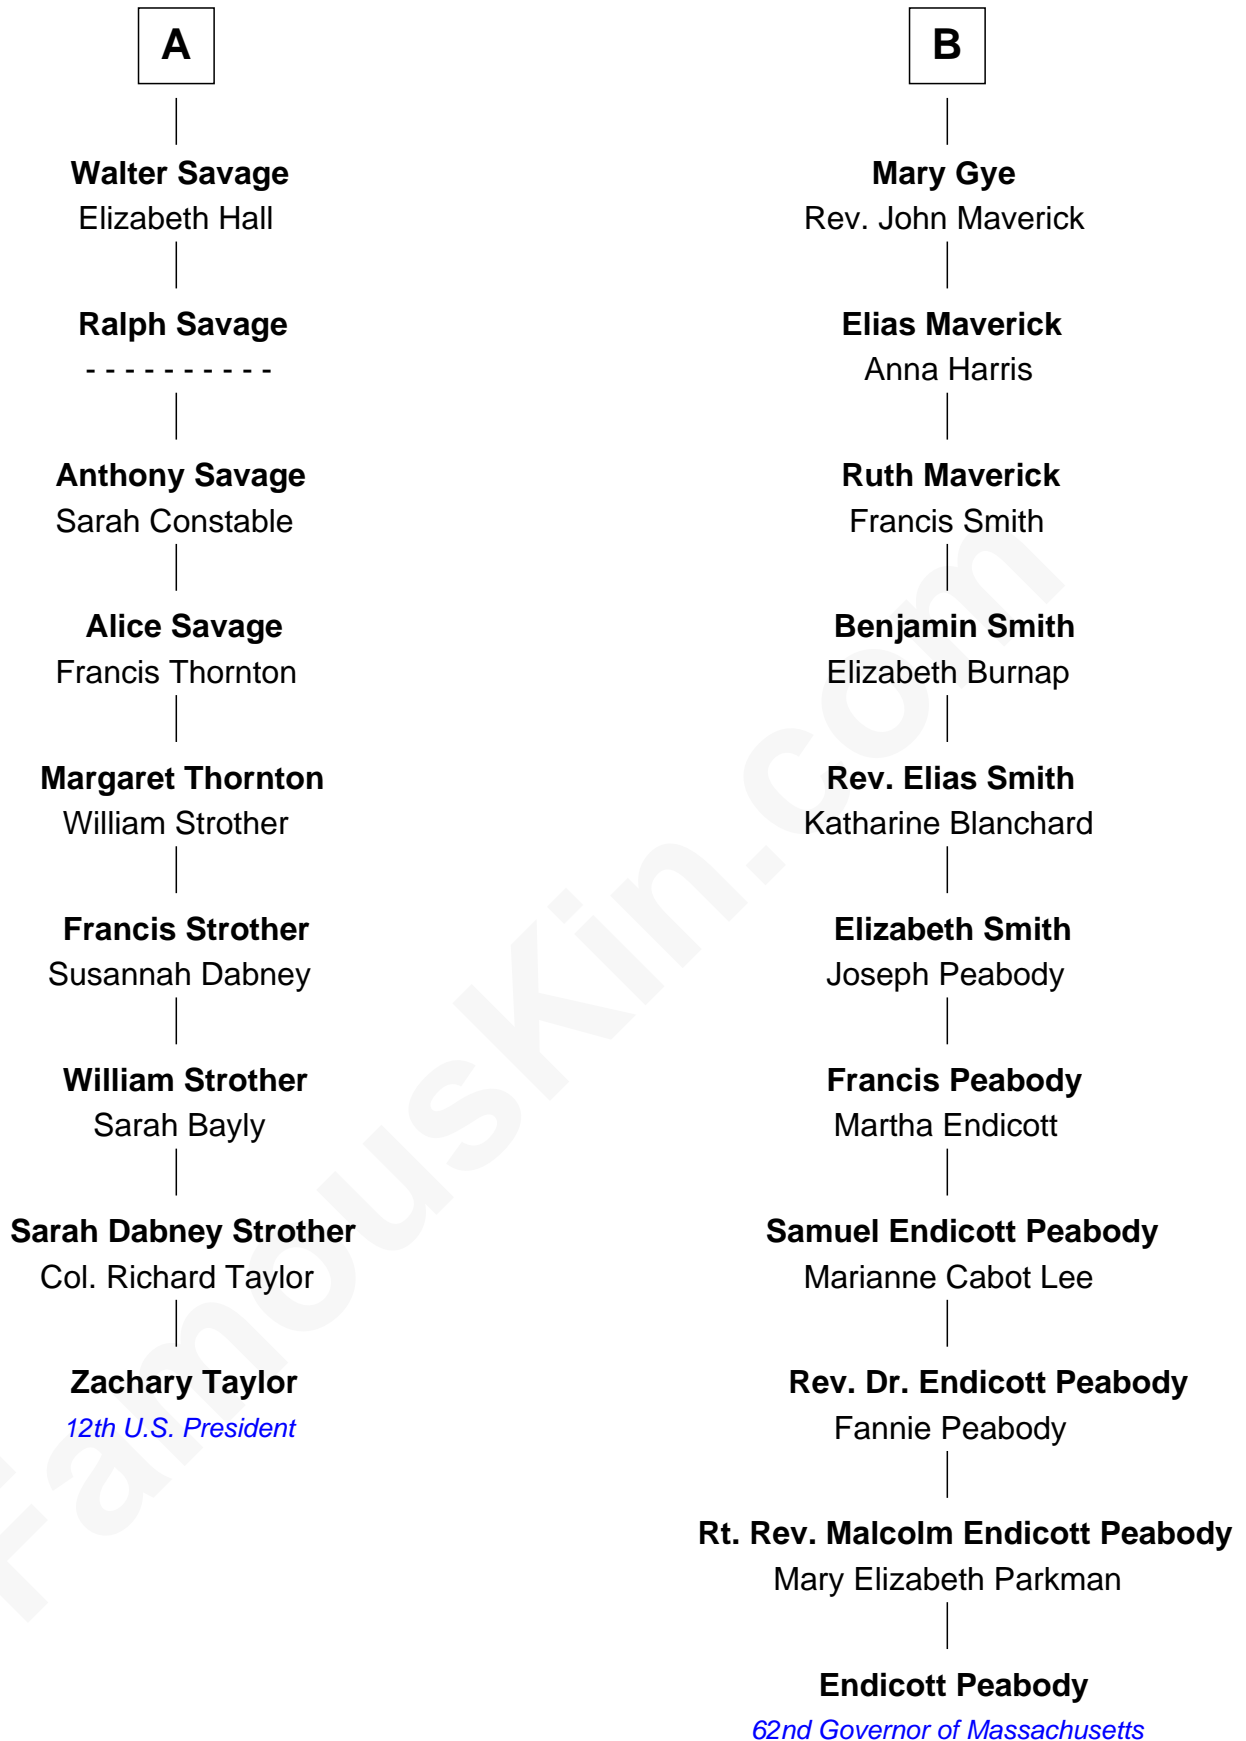 A
Walter Savage
Elizabeth Hall
Ralph Savage
- - - - - - - - - -
Anthony Savage
Sarah Constable
Alice Savage
Francis Thornton
Margaret Thornton
William Strother
Francis Strother
Susannah Dabney
William Strother
Sarah Bayly
Sarah Dabney Strother
Col. Richard Taylor
Zachary Taylor
12th U.S. President
B
Mary Gye
Rev. John Maverick
Elias Maverick
Anna Harris
Ruth Maverick
Francis Smith
Benjamin Smith
Elizabeth Burnap
Rev. Elias Smith
Katharine Blanchard
Elizabeth Smith
Joseph Peabody
Francis Peabody
Martha Endicott
Samuel Endicott Peabody
Marianne Cabot Lee
Rev. Dr. Endicott Peabody
Fannie Peabody
Rt. Rev. Malcolm Endicott Peabody
Mary Elizabeth Parkman
Endicott Peabody
62nd Governor of Massachusetts
FamousKin.com